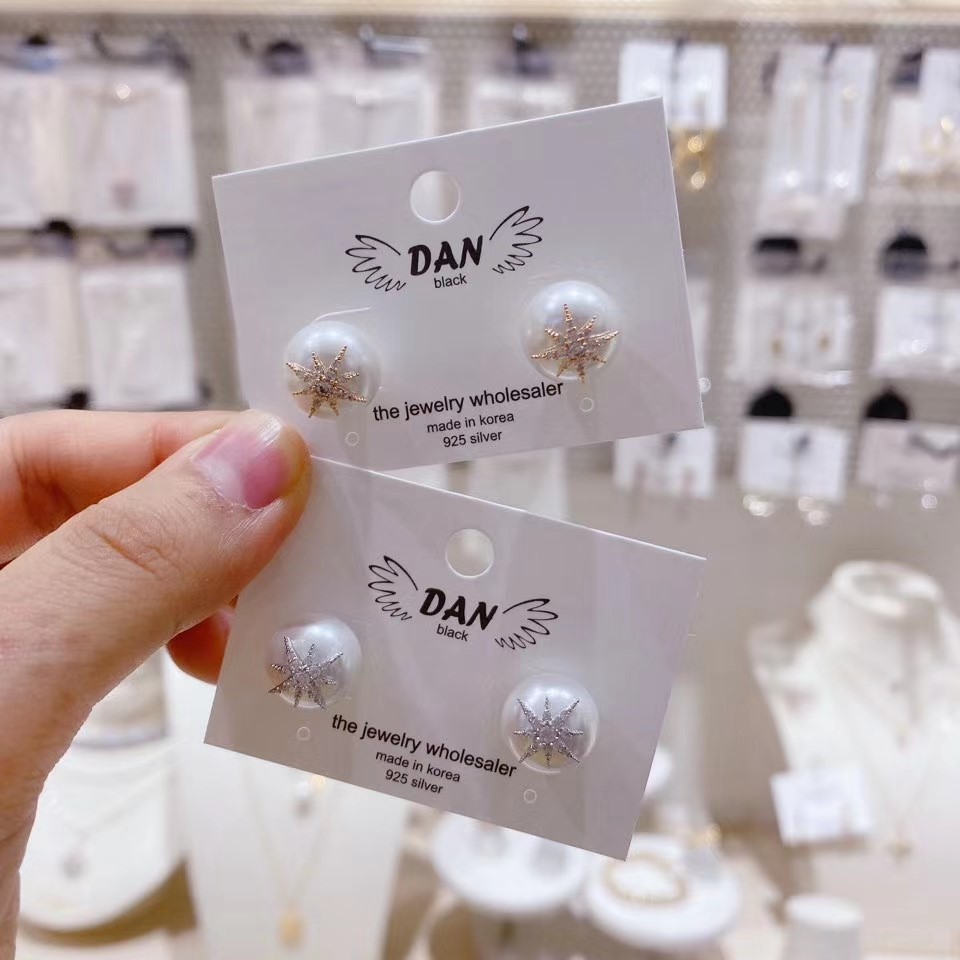 DAN
black
the jewelry wholesaler
made in korea
925 silver
DAN
black
the jewelry wholesaler
made in korea
925 silver